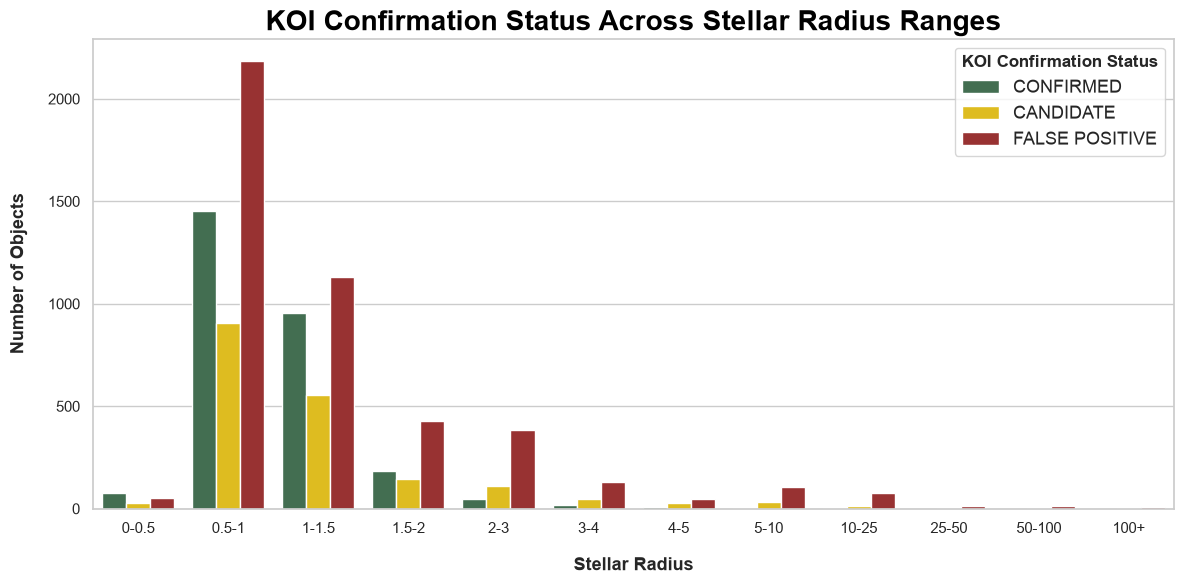 KOI Confirmation Status Across Stellar Radius Ranges
KOI Confirmation Status
CONFIRMED
CANDIDATE
FALSE POSITIVE
Number of Objects
2000
1500
1000
500
0
0-0.5 0.5-1 1-1.5 1.5-2 2-3 3-4 4-5 5-10 10-25 25-50 50-100 100+
Stellar Radius